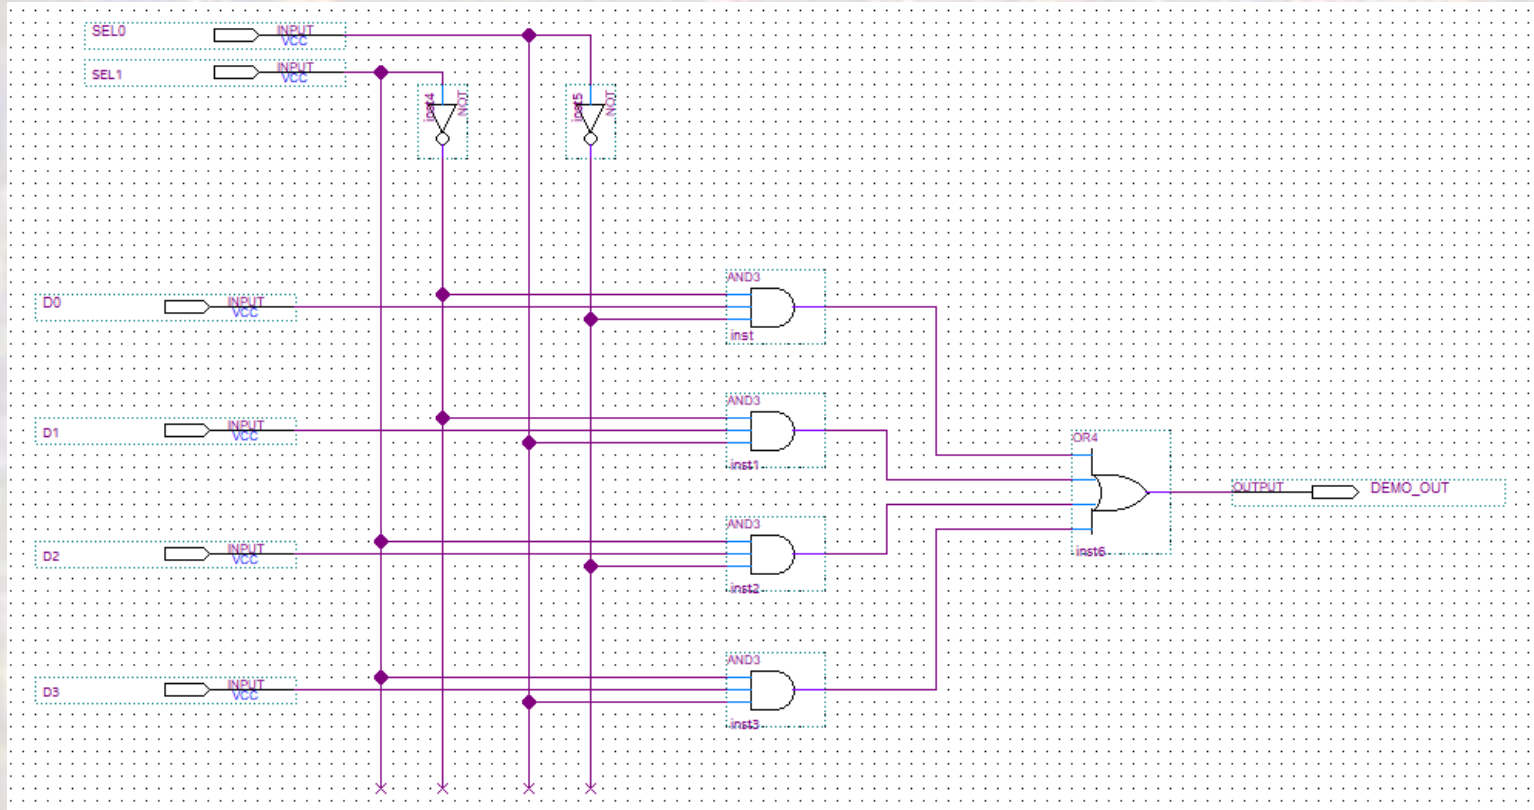 SEL0
INPUT
VCC
SEL1
INPUT
VCC
inst4
NOT
inst5
NOT
D0
INPUT
VCC
AND3
inst
D1
INPUT
VCC
AND3
inst1
OR4
inst6
OUTPUT
DEMO_OUT
D2
INPUT
VCC
AND3
inst2
D3
INPUT
VCC
AND3
inst3